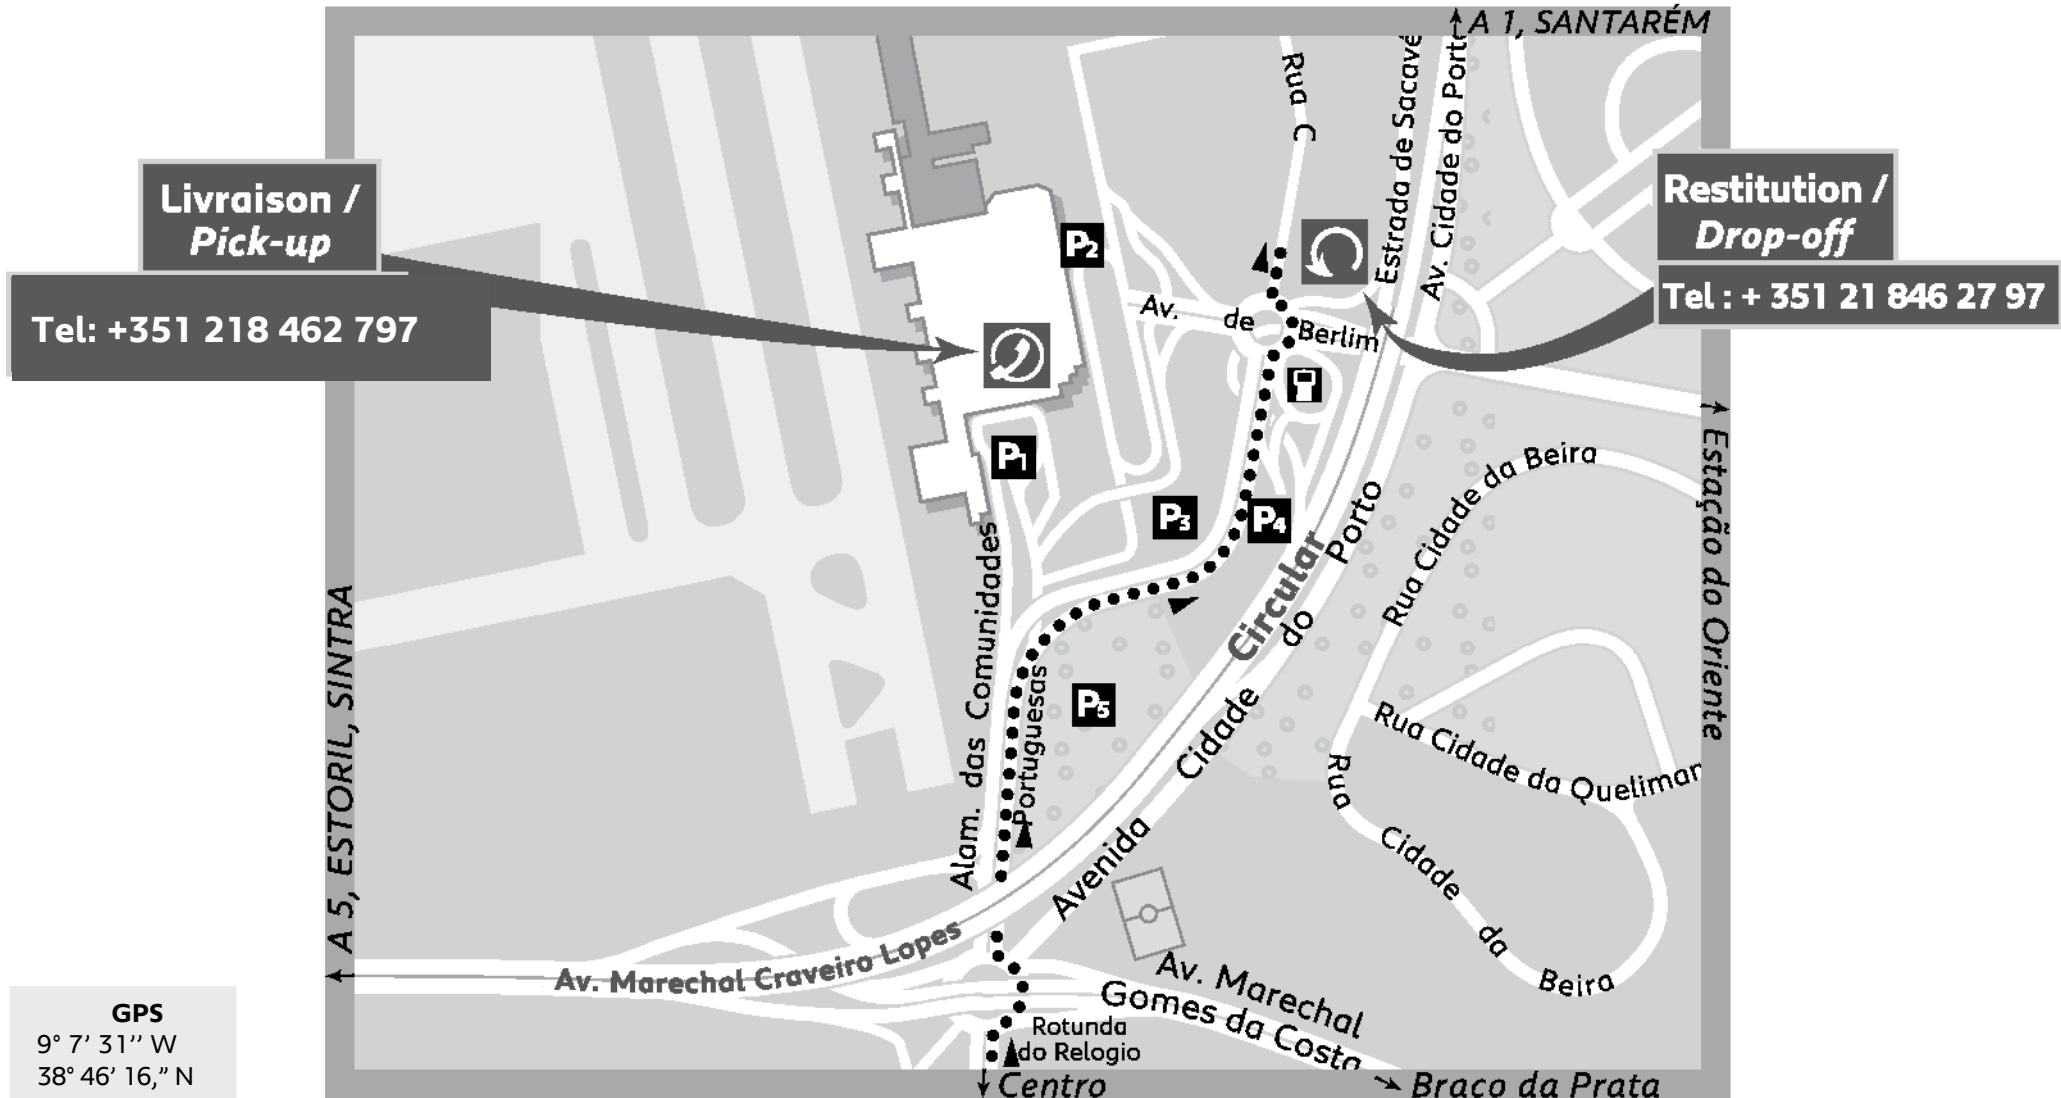 A 1, SANTARÉM
Livraison /
Pick-up
Tel: +351 218 462 797
Restitution /
Drop-off
Tel : + 351 21 846 27 97
Rua C
Estrada de Sacavé
Av. Cidade do Porto
P2
Av. de Berlim
P1
P3
P4
P5
Alam. das Comunidades
Portuguesas
Circular
Avenida Cidade do Porto
Rua Cidade da Beira
Rua Cidade da Queliman
Rua Cidade da Beira
Estação do Oriente
A 5, ESTORIL, SINTRA
Av. Marechal Craveiro Lopes
Av. Marechal
Gomes da Costa
Rotunda
do Relogio
Centro
Braço da Prata
GPS
9° 7’ 31’’ W
38° 46’ 16,” N